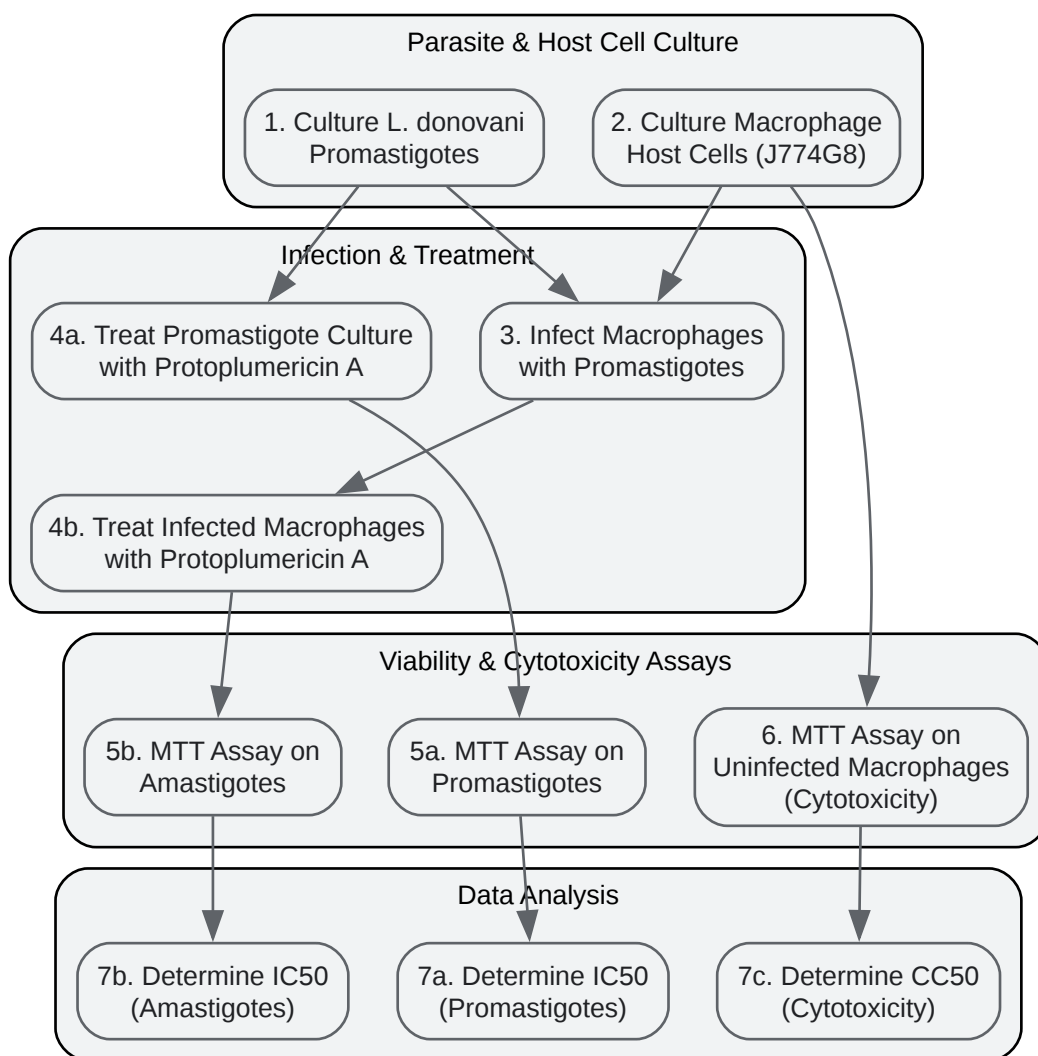 Parasite & Host Cell Culture
1. Culture L. donovani
Promastigotes
2. Culture Macrophage
Host Cells (J774G8)
Infection & Treatment
4a. Treat Promastigote Culture
with Protoplumericin A
3. Infect Macrophages
with Promastigotes
4b. Treat Infected Macrophages
with Protoplumericin A
Viability & Cytotoxicity Assays
5b. MTT Assay on
Amastigotes
5a. MTT Assay on
Promastigotes
6. MTT Assay on
Uninfected Macrophages
(Cytotoxicity)
Data Analysis
7b. Determine IC50
(Amastigotes)
7a. Determine IC50
(Promastigotes)
7c. Determine CC50
(Cytotoxicity)